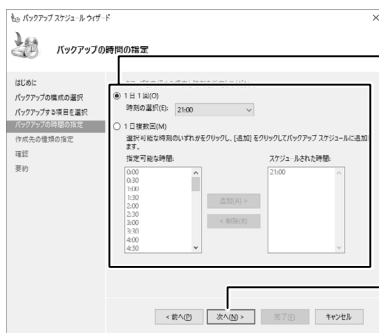 バックアップ スケジュール ウィザード
バックアップの時間の指定
はじめに
バックアップの構成の選択
バックアップする項目を選択
バックアップの時間の指定
作成先の種類の指定
確認
要約
1 日 1 回(O)
時刻の選択(E): 21:00
1 日複数回(M)
選択可能な時刻のいずれかをクリックし、[追加] をクリックしてバックアップ スケジュールに追加
ます。
指定可能な時間:
スケジュールされた時間:
0:00
0:30
1:00
1:30
2:00
2:30
3:00
3:30
4:00
4:30
追加(A) >
< 削除(R)
21:00
< 前へ(P)
次へ(N) >
完了(F)
キャンセル